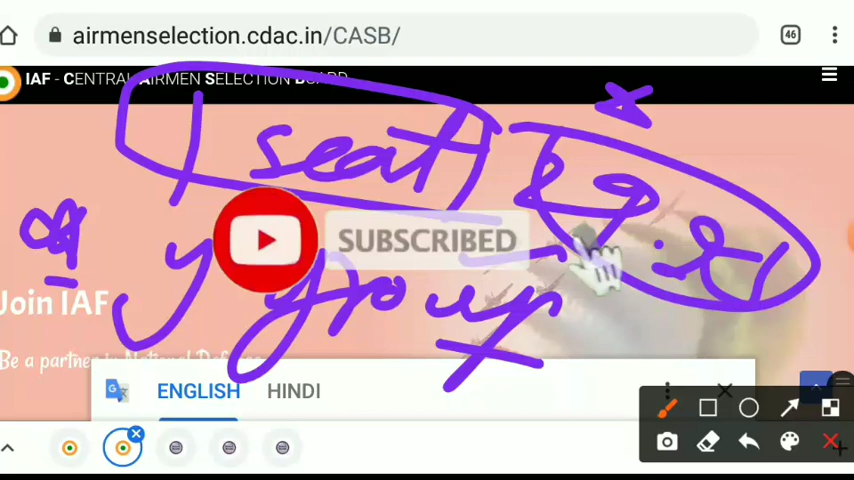 airmenselection.cdac.in/CASB/
46
IAF - CENTRAL AIRMEN SELECTION BOARD
1 seat
SUBSCRIBED
y group
Join IAF
Be a partner in National Defence
ENGLISH HINDI